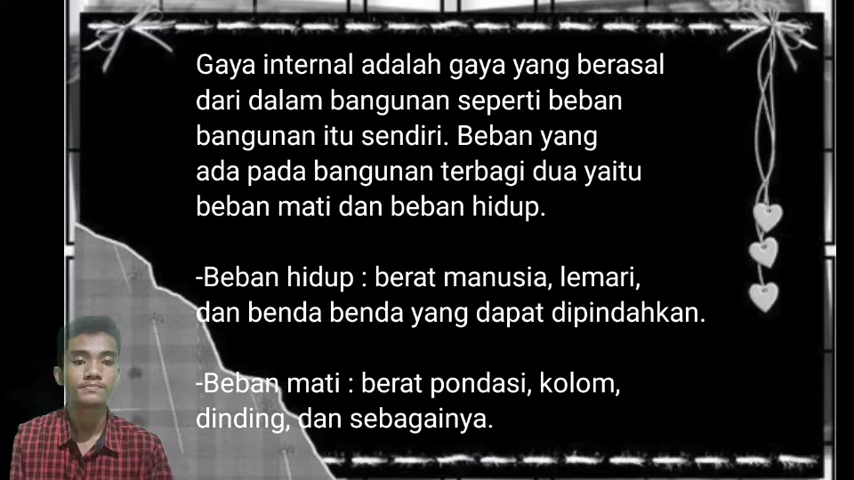 Gaya internal adalah gaya yang berasal
dari dalam bangunan seperti beban
bangunan itu sendiri. Beban yang
ada pada bangunan terbagi dua yaitu
beban mati dan beban hidup.
-Beban hidup : berat manusia, lemari,
dan benda benda yang dapat dipindahkan.
-Beban mati : berat pondasi, kolom,
dinding, dan sebagainya.